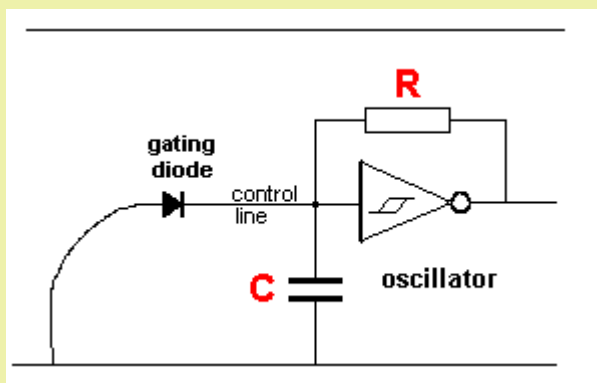 R
gating
diode
control
line
C
oscillator